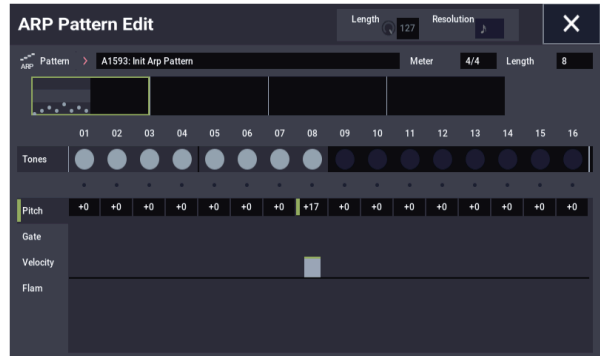 ARP Pattern Edit
Length 127 Resolution
X
ARP Pattern > A1593: Init Arp Pattern Meter 4/4 Length 8
01 02 03 04 05 06 07 08 09 10 11 12 13 14 15 16
Tones
Pitch +0 +0 +0 +0 +0 +0 +0 +17 +0 +0 +0 +0 +0 +0 +0 +0
Gate
Velocity
Flam